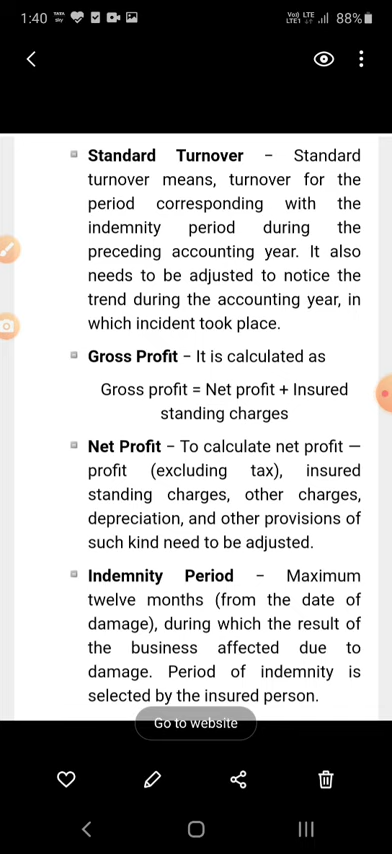 1:40 TATA sky Vo) LTE LTE1 88%
Standard Turnover – Standard
turnover means, turnover for the
period corresponding with the
indemnity period during the
preceding accounting year. It also
needs to be adjusted to notice the
trend during the accounting year, in
which incident took place.
Gross Profit – It is calculated as
Gross profit = Net profit + Insured
standing charges
Net Profit – To calculate net profit —
profit (excluding tax), insured
standing charges, other charges,
depreciation, and other provisions of
such kind need to be adjusted.
Indemnity Period – Maximum
twelve months (from the date of
damage), during which the result of
the business affected due to
damage. Period of indemnity is
selected by the insured person.
Go to website